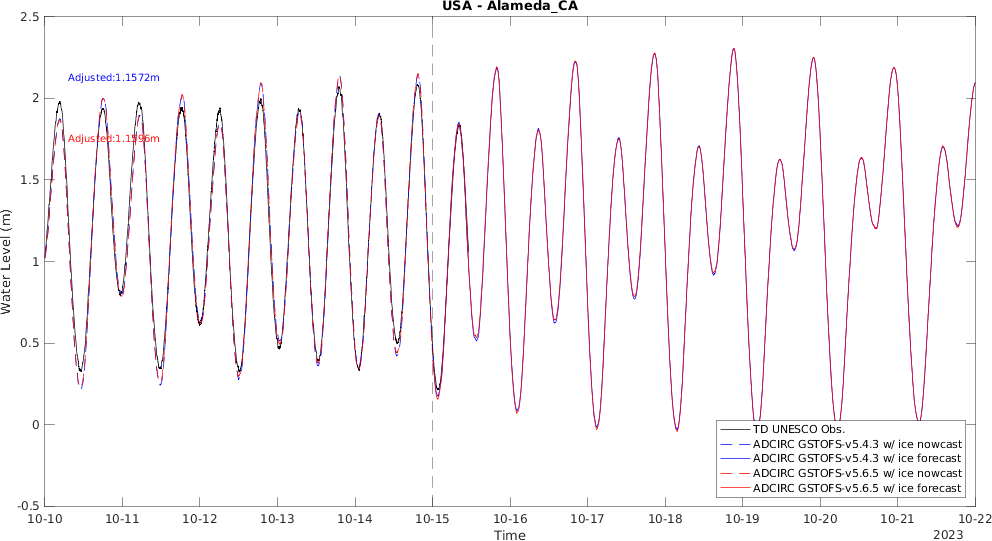 USA - Alameda_CA
2.5
2
1.5
1
0.5
0
-0.5
Water Level (m)
Adjusted:1.1572m
Adjusted:1.1596m
TD UNESCO Obs.
ADCIRC GSTOFS-v5.4.3 w/ ice nowcast
ADCIRC GSTOFS-v5.4.3 w/ ice forecast
ADCIRC GSTOFS-v5.6.5 w/ ice nowcast
ADCIRC GSTOFS-v5.6.5 w/ ice forecast
10-10 10-11 10-12 10-13 10-14 10-15 10-16 10-17 10-18 10-19 10-20 10-21 10-22
Time
2023